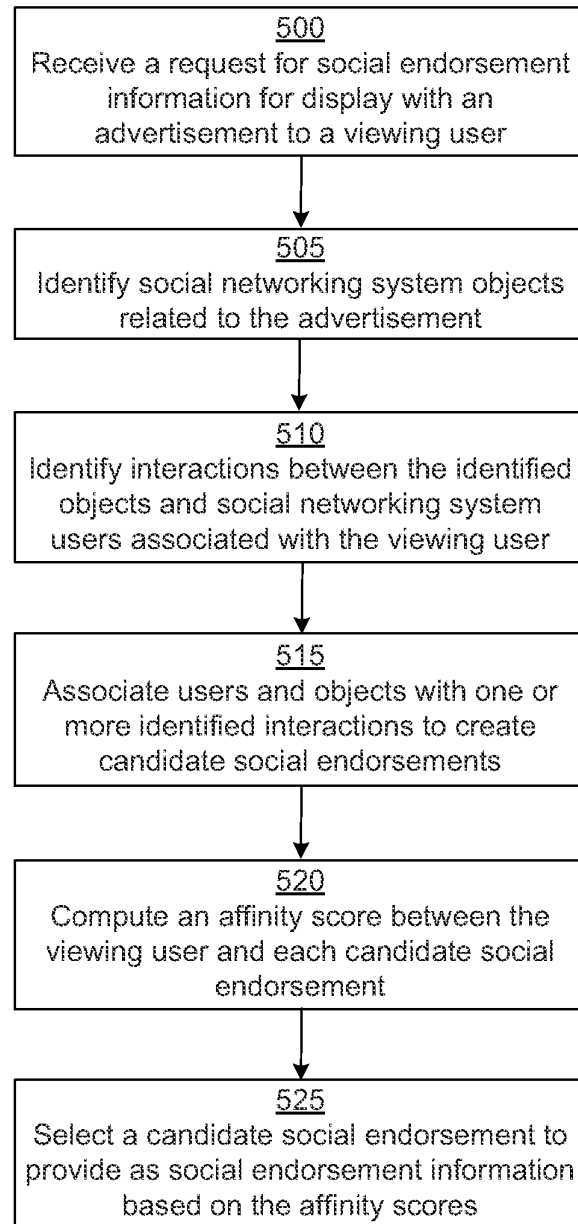 500
Receive a request for social endorsement
information for display with an
advertisement to a viewing user
505
Identify social networking system objects
related to the advertisement
510
Identify interactions between the identified
objects and social networking system
users associated with the viewing user
515
Associate users and objects with one or
more identified interactions to create
candidate social endorsements
520
Compute an affinity score between the
viewing user and each candidate social
endorsement
525
Select a candidate social endorsement to
provide as social endorsement information
based on the affinity scores